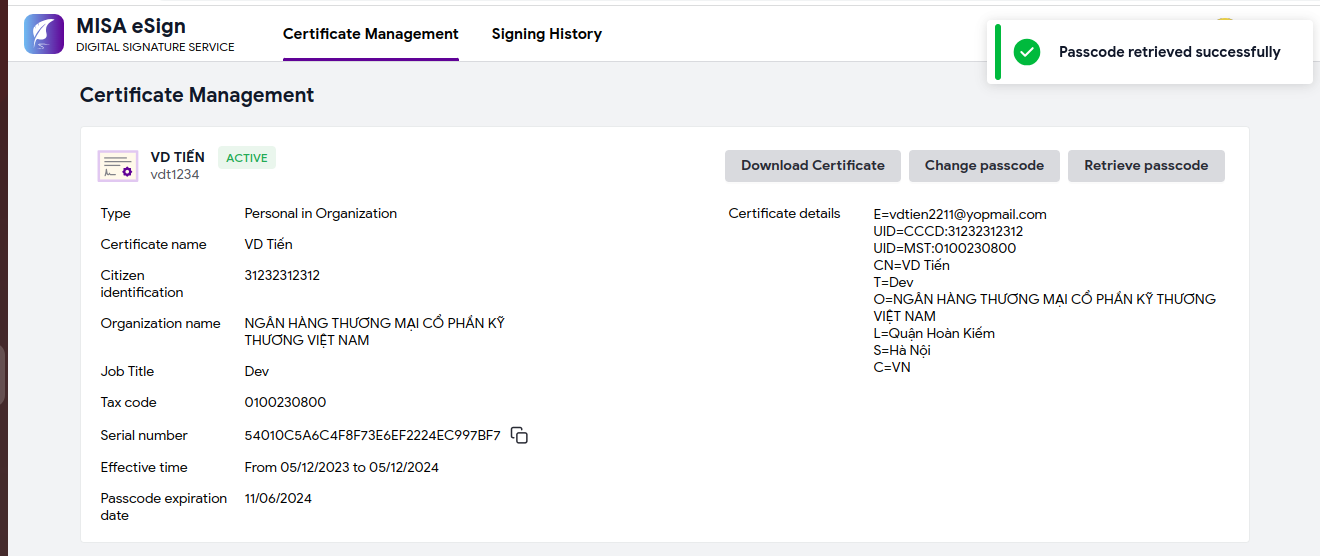 MISA eSign
DIGITAL SIGNATURE SERVICE
Certificate Management
Signing History
Passcode retrieved successfully
Certificate Management
VD TIẾN
ACTIVE
vdt1234
Download Certificate
Change passcode
Retrieve passcode
Type
Personal in Organization
Certificate name
VD Tiến
Citizen
identification
31232312312
Organization name
NGÂN HÀNG THƯƠNG MẠI CỔ PHẦN KỸ
THƯƠNG VIỆT NAM
Job Title
Dev
Tax code
0100230800
Serial number
54010C5A6C4F8F73E6EF2224EC997BF7
Effective time
From 05/12/2023 to 05/12/2024
Passcode expiration
date
11/06/2024
Certificate details
E=vdtien2211@yopmail.com
UID=CCCD:31232312312
UID=MST:0100230800
CN=VD Tiến
T=Dev
O=NGÂN HÀNG THƯƠNG MẠI CỔ PHẦN KỸ THƯƠNG
VIỆT NAM
L=Quận Hoàn Kiếm
S=Hà Nội
C=VN